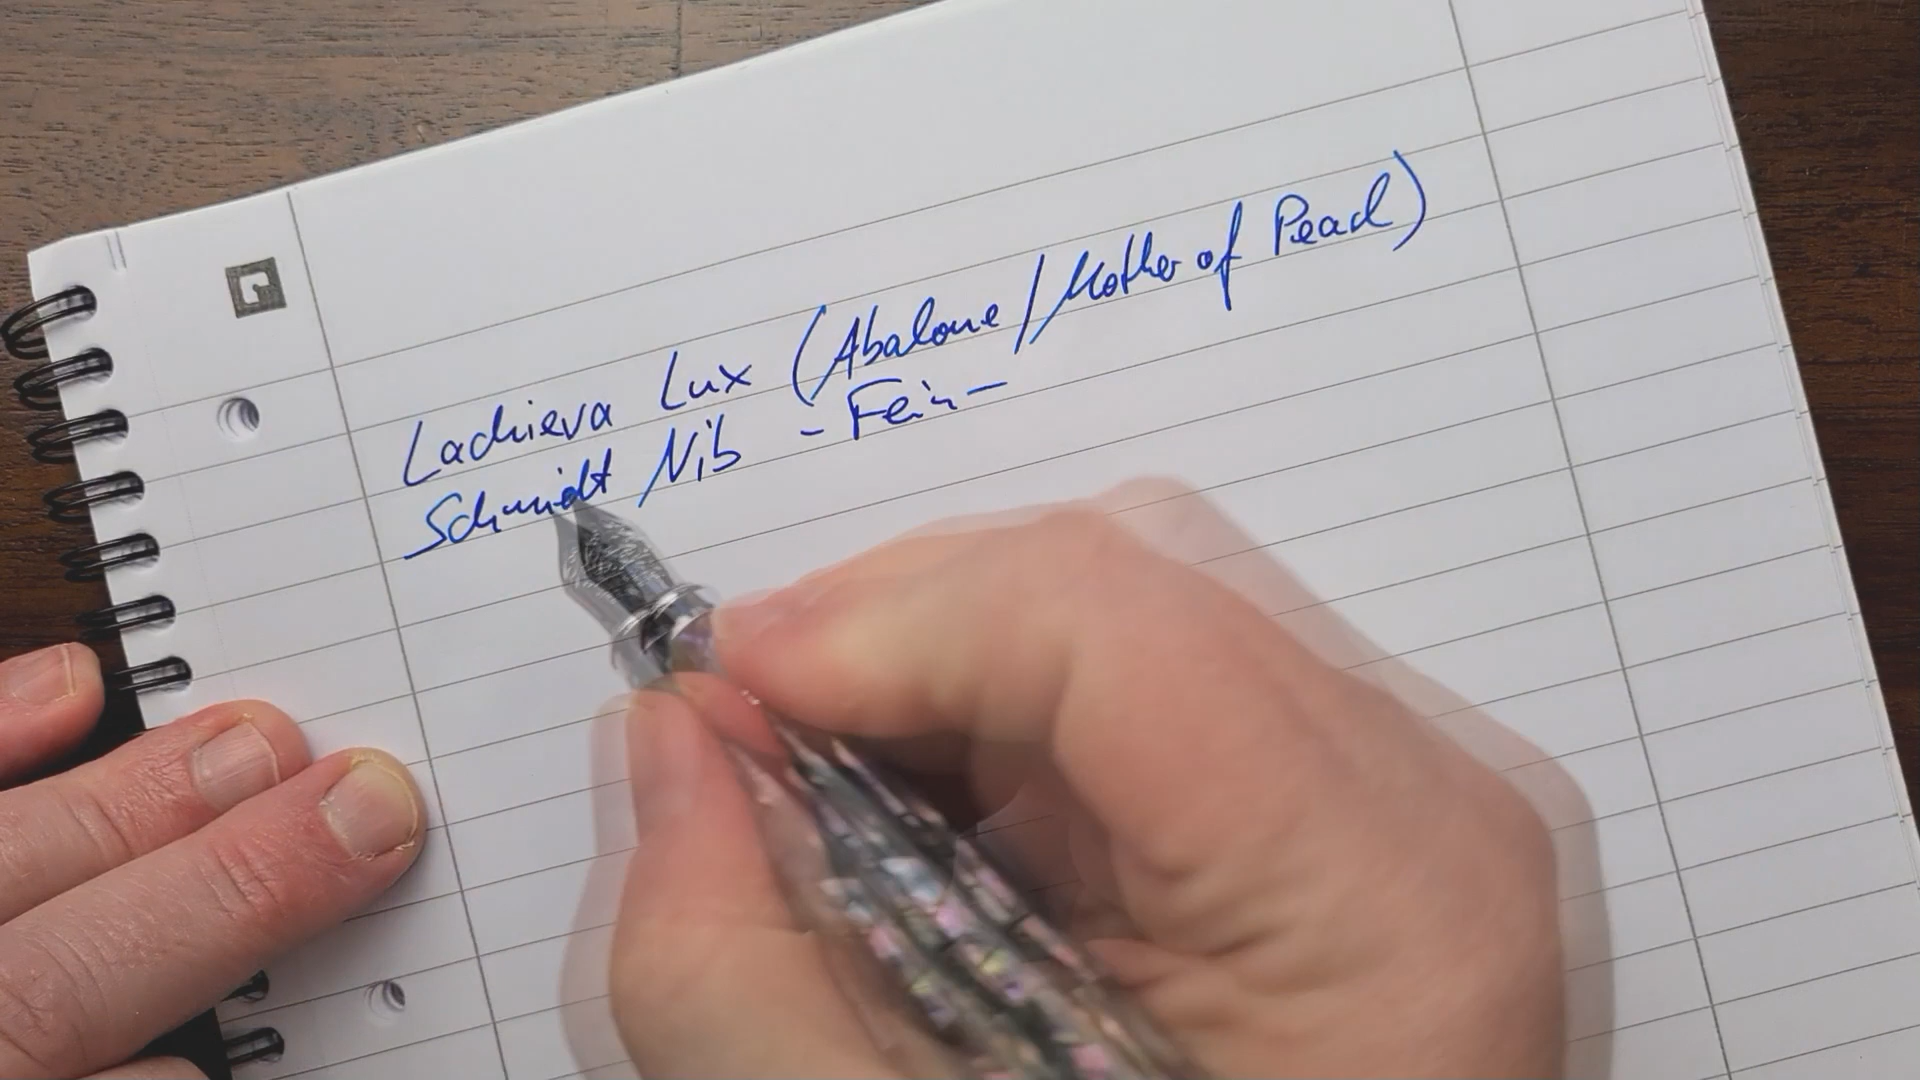 Lachieva Lux (Abalone/Mother of Pearl)
Schmidt Nib - Fein -